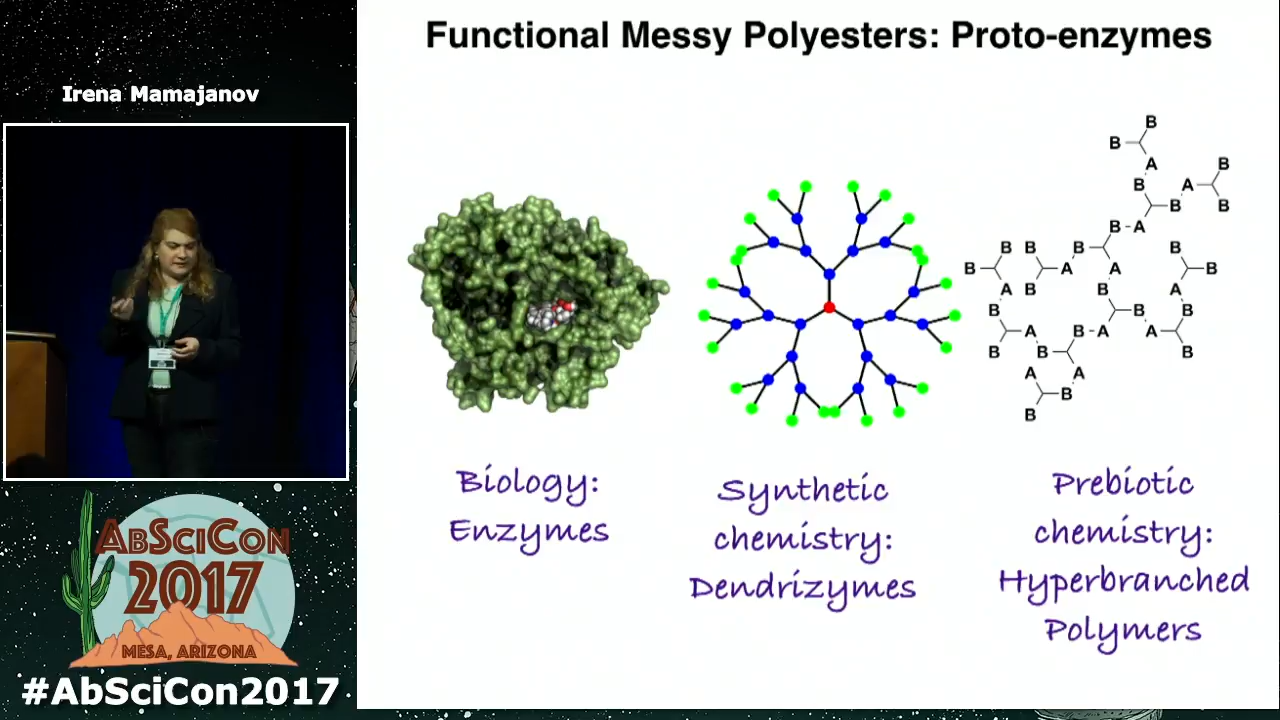 Functional Messy Polyesters: Proto-enzymes
Irena Mamajanov
B
B
A B
B A
B B
B-A
B B B B
B A A B
A B B A
B B B
A B-A A
B B B
A A
B
B
Biology:
Enzymes
Synthetic
chemistry:
Dendrizymes
Prebiotic
chemistry:
Hyperbranched
Polymers
ABSCICON
2017
MESA, ARIZONA
#AbSciCon2017